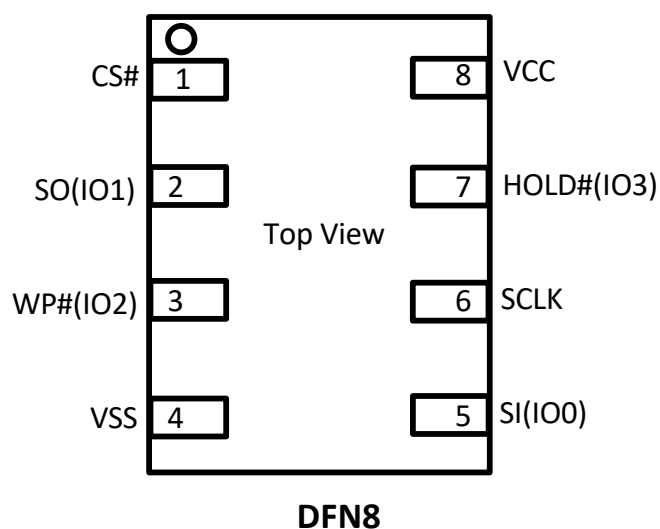 CS# 1 8 VCC
SO(IO1) 2 7 HOLD#(IO3)
Top View
WP#(IO2) 3 6 SCLK
VSS 4 5 SI(IO0)
DFN8